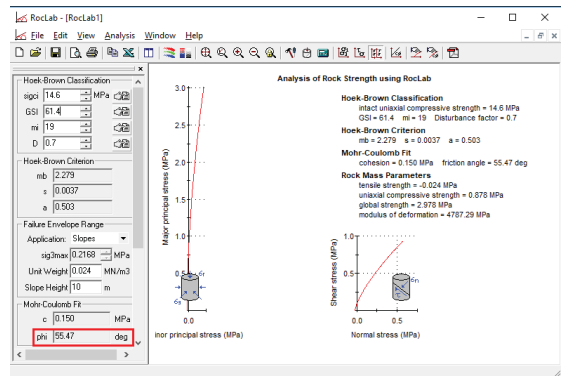 RocLab - [RocLab1]
File Edit View Analysis Window Help
Hoek-Brown Classification
sigci 14.6 MPa
GSI 61.4
mi 19
D 0.7
Hoek-Brown Criterion
mb 2.279
s 0.0037
a 0.503
Failure Envelope Range
Application: Slopes
sig3max 0.2168 MPa
Unit Weight 0.024 MN/m3
Slope Height 10 m
Mohr-Coulomb Fit
c 0.150 MPa
phi 55.47 deg
Analysis of Rock Strength using RocLab
Hoek-Brown Classification
intact uniaxial compressive strength = 14.6 MPa
GSI = 61.4 mi = 19 Disturbance factor = 0.7
Hoek-Brown Criterion
mb = 2.279 s = 0.0037 a = 0.503
Mohr-Coulomb Fit
cohesion = 0.150 MPa friction angle = 55.47 deg
Rock Mass Parameters
tensile strength = -0.024 MPa
uniaxial compressive strength = 0.878 MPa
global strength = 2.978 MPa
modulus of deformation = 4787.29 MPa
Major principal stress (MPa)
3.0
2.5
2.0
1.5
1.0
0.5
0.0
inor principal stress (MPa)
Shear stress (MPa)
1.0
0.5
0.0 0.5
Normal stress (MPa)